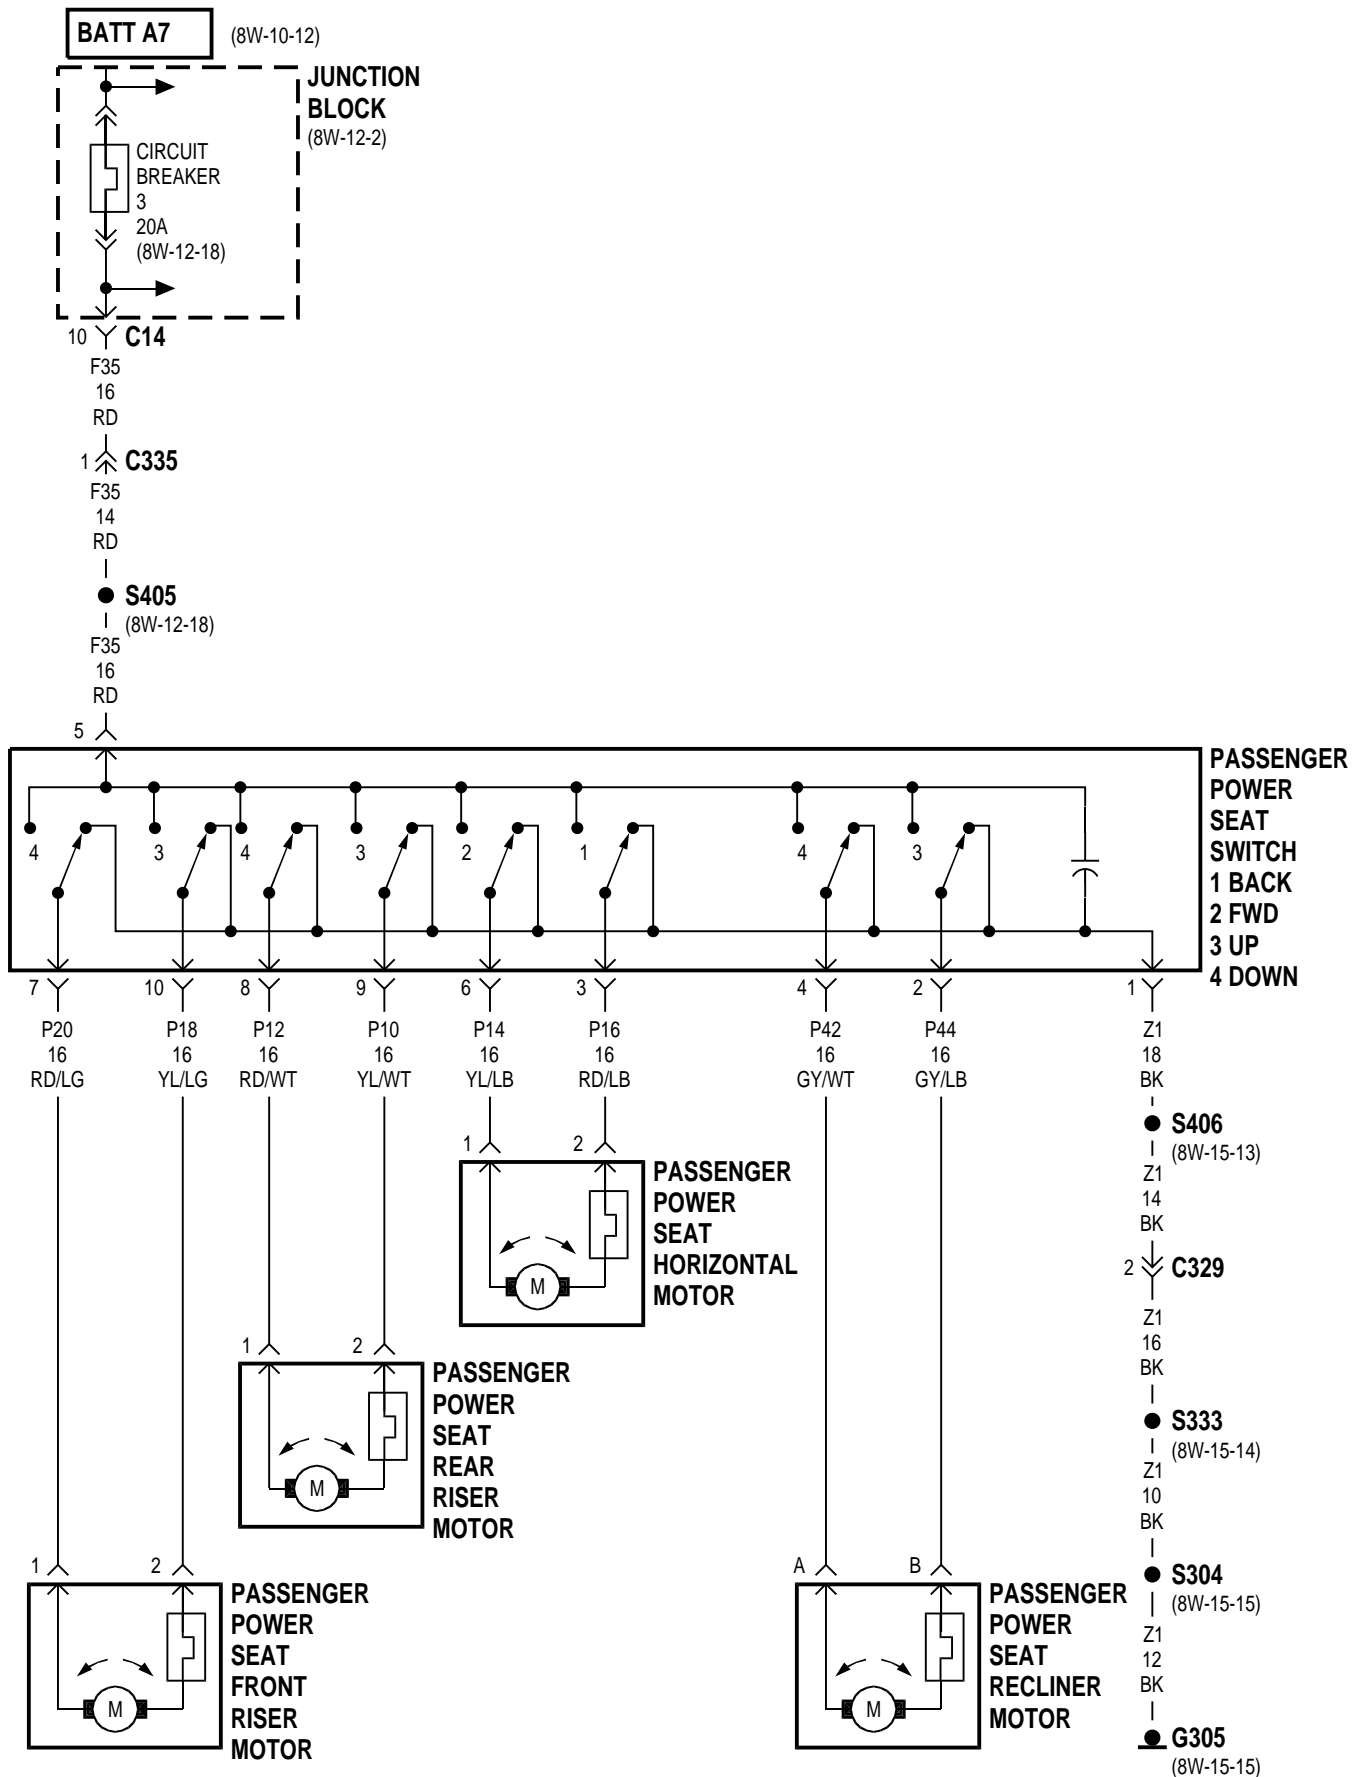 BATT A7
(8W-10-12)
JUNCTION
BLOCK
(8W-12-2)
CIRCUIT
BREAKER
3
20A
(8W-12-18)
10
C14
F35
16
RD
1
C335
F35
14
RD
S405
(8W-12-18)
F35
16
RD
5
PASSENGER
POWER
SEAT
SWITCH
1 BACK
2 FWD
3 UP
4 DOWN
4
3
4
3
2
1
4
3
7
10
8
9
6
3
4
2
1
P20
16
RD/LG
P18
16
YL/LG
P12
16
RD/WT
P10
16
YL/WT
P14
16
YL/LB
P16
16
RD/LB
P42
16
GY/WT
P44
16
GY/LB
Z1
18
BK
S406
(8W-15-13)
Z1
14
BK
2
C329
Z1
16
BK
S333
(8W-15-14)
Z1
10
BK
S304
(8W-15-15)
Z1
12
BK
G305
(8W-15-15)
1
2
M
PASSENGER
POWER
SEAT
HORIZONTAL
MOTOR
1
2
M
PASSENGER
POWER
SEAT
REAR
RISER
MOTOR
1
2
M
PASSENGER
POWER
SEAT
FRONT
RISER
MOTOR
A
B
M
PASSENGER
POWER
SEAT
RECLINER
MOTOR